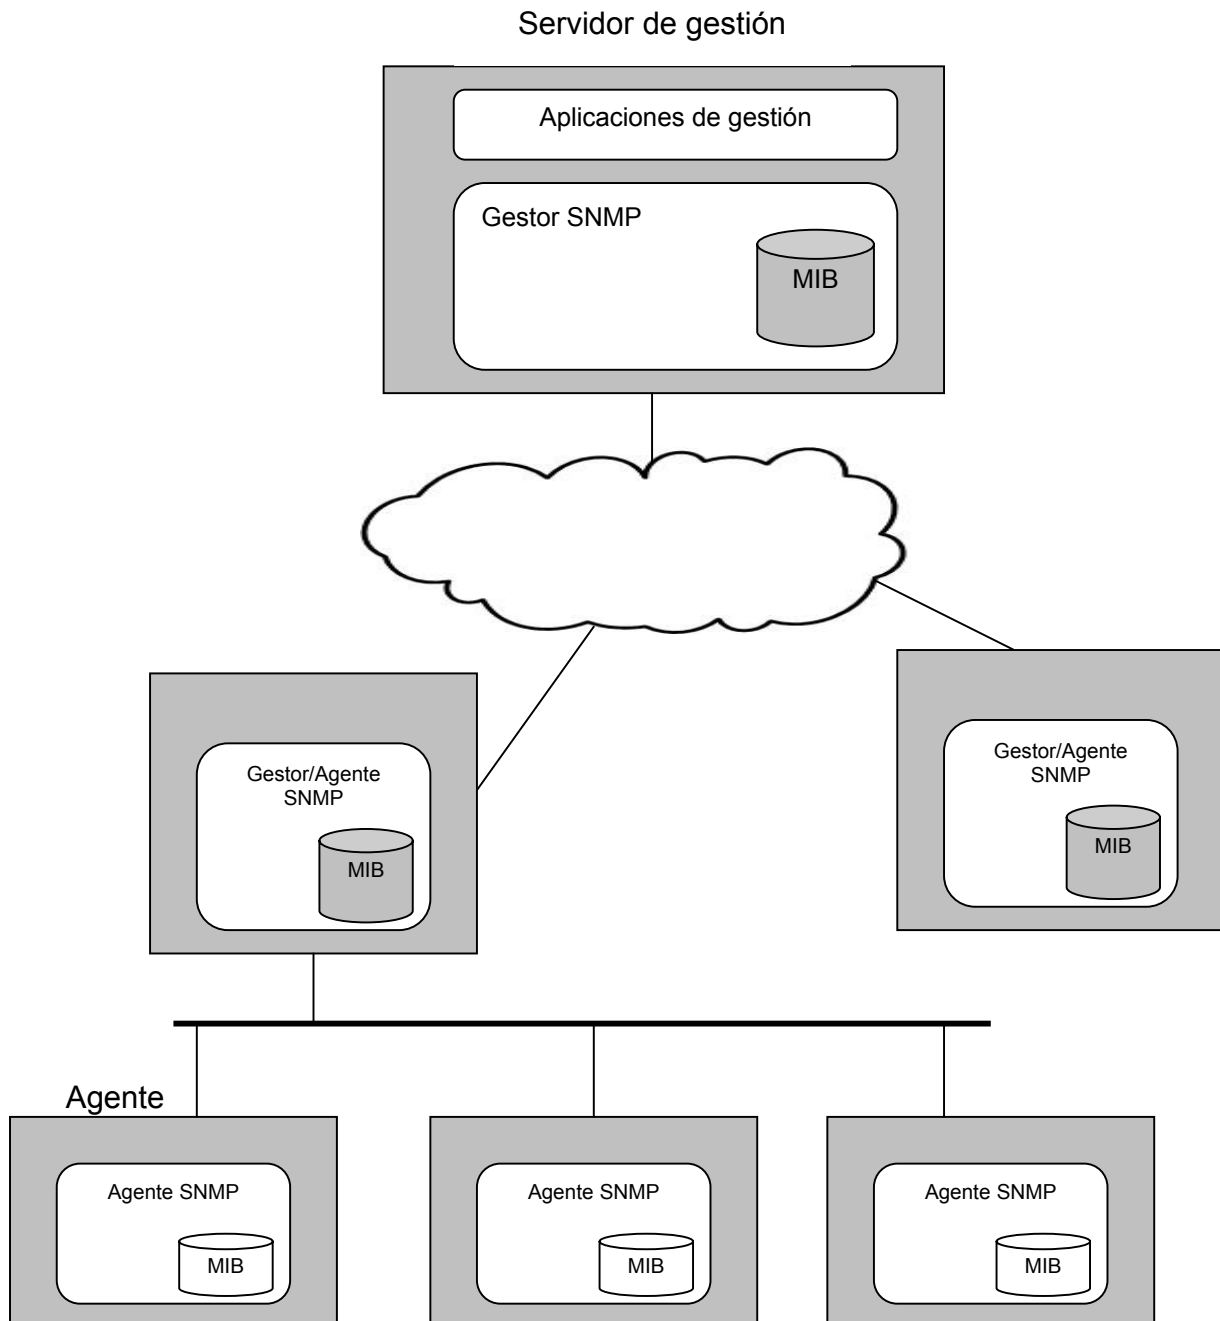 Servidor de gestión
Aplicaciones de gestión
Gestor SNMP
MIB
Gestor/Agente
SNMP
MIB
Gestor/Agente
SNMP
MIB
Agente
Agente SNMP
MIB
Agente SNMP
MIB
Agente SNMP
MIB